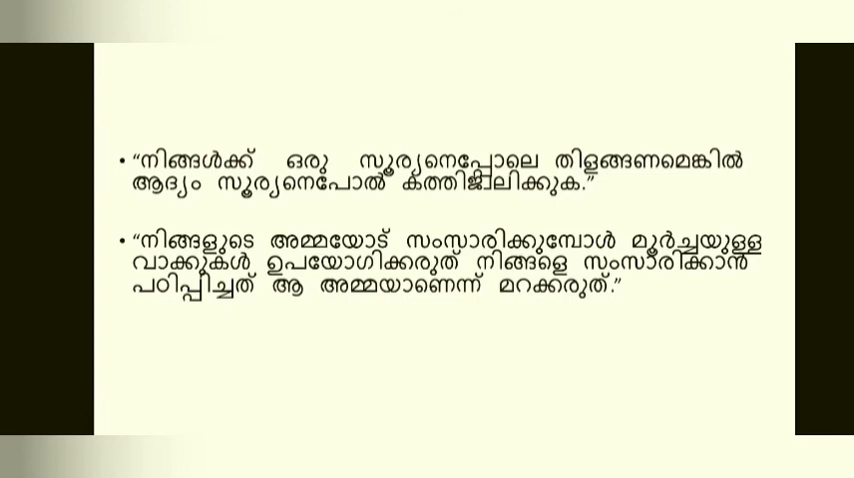 • “നിങ്ങൾക്ക് ഒരു സൂര്യനെപ്പോലെ തിളങ്ങണമെങ്കിൽ
ആദ്യം സൂര്യനെപോൽ കത്തിജ്വലിക്കുക.”
• “നിങ്ങളുടെ അമ്മയോട് സംസാരിക്കുമ്പോൾ മൂർച്ചയുള്ള
വാക്കുകൾ ഉപയോഗിക്കരുത് നിങ്ങളെ സംസാരിക്കാൻ
പഠിപ്പിച്ചത് ആ അമ്മയാണെന്ന് മറക്കരുത്.”